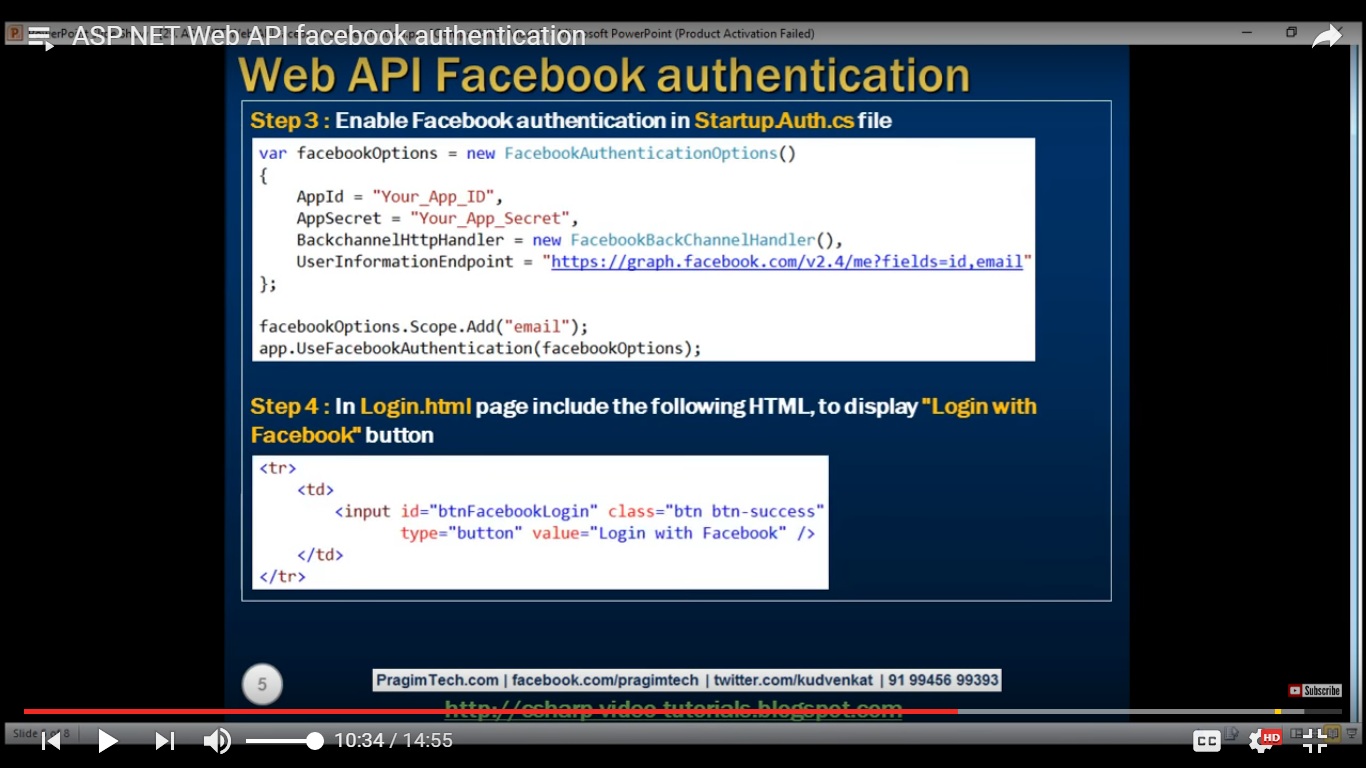 ASP NET Web API facebook authentication
soft PowerPoint (Product Activation Failed)
Web API Facebook authentication
Step 3 : Enable Facebook authentication in Startup.Auth.cs file
var facebookOptions = new FacebookAuthenticationOptions()
{
AppId = "Your_App_ID",
AppSecret = "Your_App_Secret",
BackchannelHttpHandler = new FacebookBackChannelHandler(),
UserInformationEndpoint = "https://graph.facebook.com/v2.4/me?fields=id,email"
};
facebookOptions.Scope.Add("email");
app.UseFacebookAuthentication(facebookOptions);
Step 4 : In Login.html page include the following HTML, to display "Login with
Facebook" button
<tr>
<td>
<input id="btnFacebookLogin" class="btn btn-success"
type="button" value="Login with Facebook" />
</td>
</tr>
5
PragimTech.com | facebook.com/pragimtech | twitter.com/kudvenkat | 91 99456 99393
Subscribe
http://csharp-video-tutorials.blogspot.com
Slide of 8
10:34 / 14:55
CC
HD